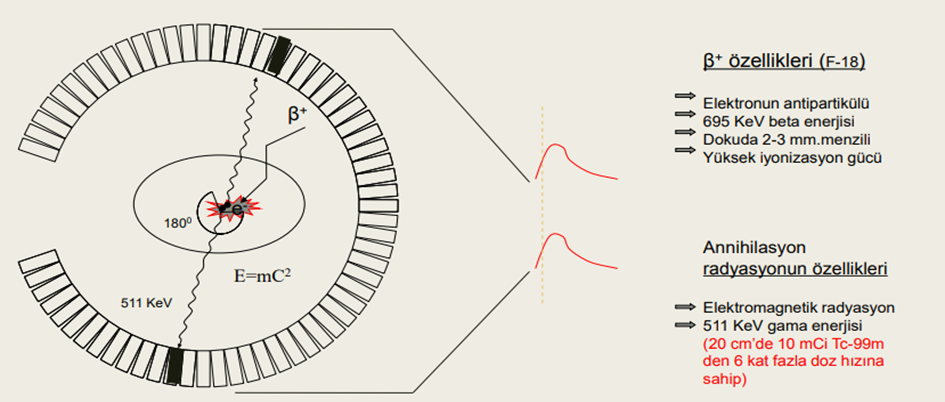 β⁺
e⁻
180⁰
E=mC²
511 KeV
β⁺ özellikleri (F-18)
Elektronun antipartikülü
695 KeV beta enerjisi
Dokuda 2-3 mm.menzili
Yüksek iyonizasyon gücü
Annihilasyon
radyasyonun özellikleri
Elektromagnetik radyasyon
511 KeV gama enerjisi
(20 cm'de 10 mCi Tc-99m
den 6 kat fazla doz hızına
sahip)